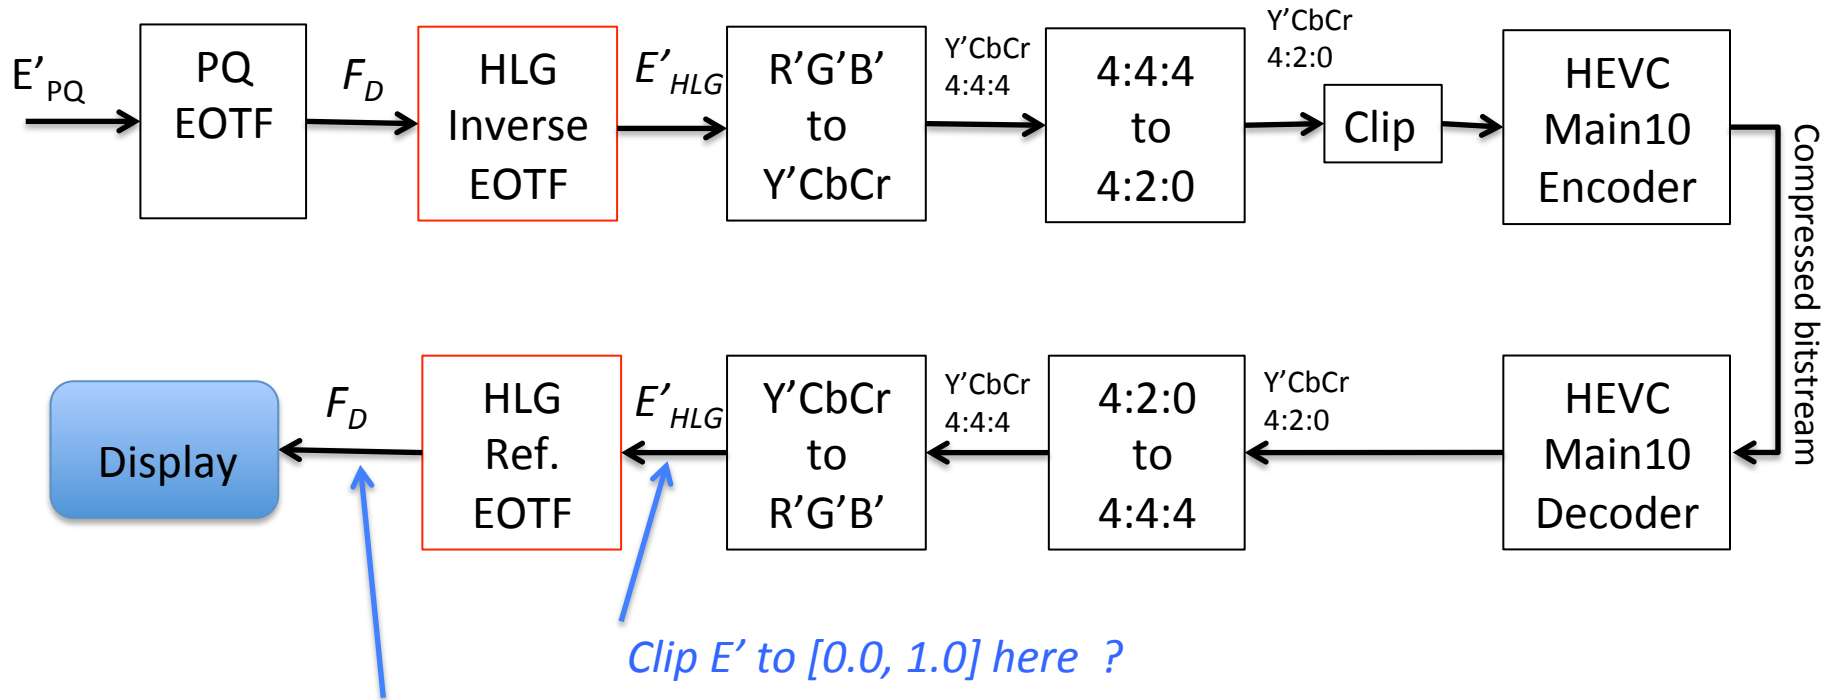 E’PQ
PQ
EOTF
FD
HLG
Inverse
EOTF
E’HLG
R’G’B’
to
Y’CbCr
Y’CbCr
4:4:4
4:4:4
to
4:2:0
Y’CbCr
4:2:0
Clip
HEVC
Main10
Encoder
Compressed bitstream
HEVC
Main10
Decoder
Y’CbCr
4:2:0
4:2:0
to
4:4:4
Y’CbCr
4:4:4
Y’CbCr
to
R’G’B’
E’HLG
HLG
Ref.
EOTF
FD
Display
Clip E’ to [0.0, 1.0] here ?